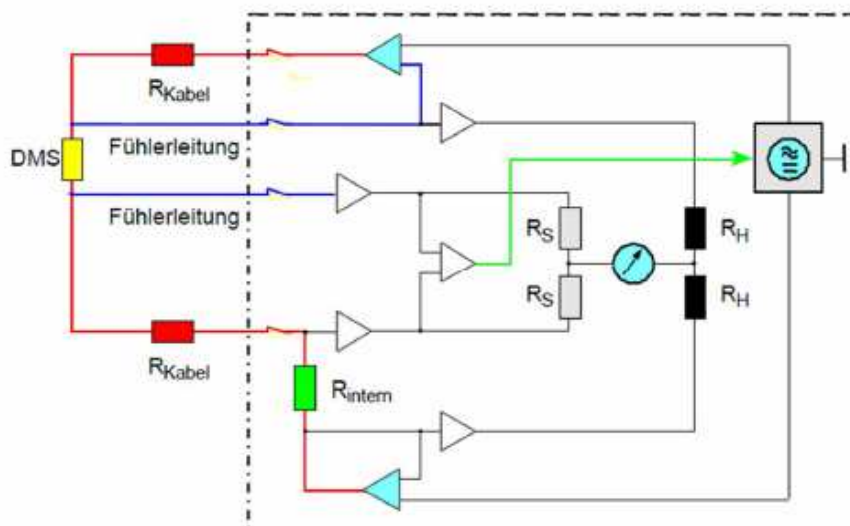 R_Kabel
Fühlerleitung
DMS
Fühlerleitung
R_S
R_H
R_S
R_H
R_Kabel
R_intern